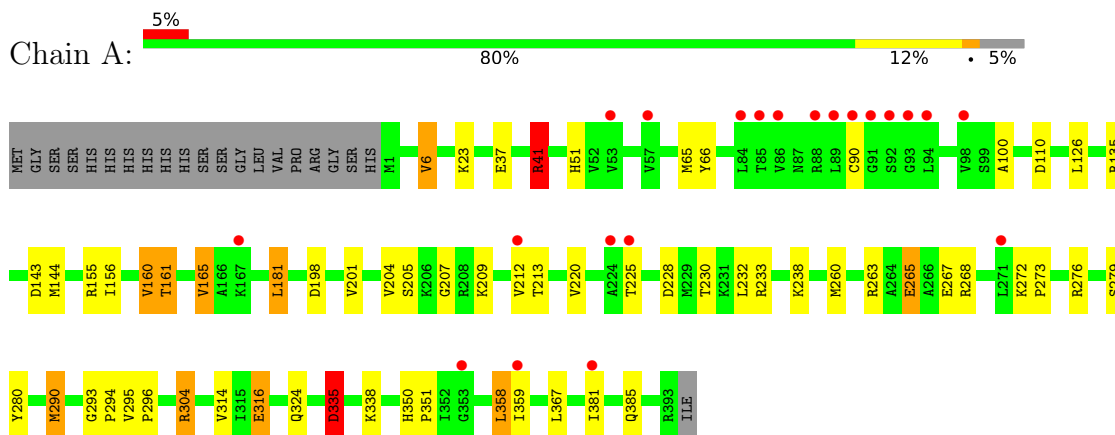 5%
Chain A:
80% 12% • 5%
MET GLY SER SER HIS HIS HIS HIS HIS HIS SER SER GLY LEU VAL PRO ARG GLY SER HIS M1 V6 K23 E37 R41 H51 V52 V53 V57 M65 Y66 L84 T85 V86 N87 R88 L89 C90 G91 S92 G93 L94 V98 S99 A100 D110 L126 R135
D143 M144 R155 I156 V160 T161 V165 A166 K167 L181 D198 V201 V204 S205 K206 G207 R208 K209 V212 T213 V220 A224 T225 D228 M229 T230 K231 L232 R233 K238 M260 R263 A264 E265 A266 E267 R268 L271 K272 P273 R276 S279
Y280 M290 G293 P294 V295 P296 R304 V314 I315 E316 Q324 D335 K338 H350 P351 I352 G353 L358 I359 L367 I381 Q385 R393 ILE